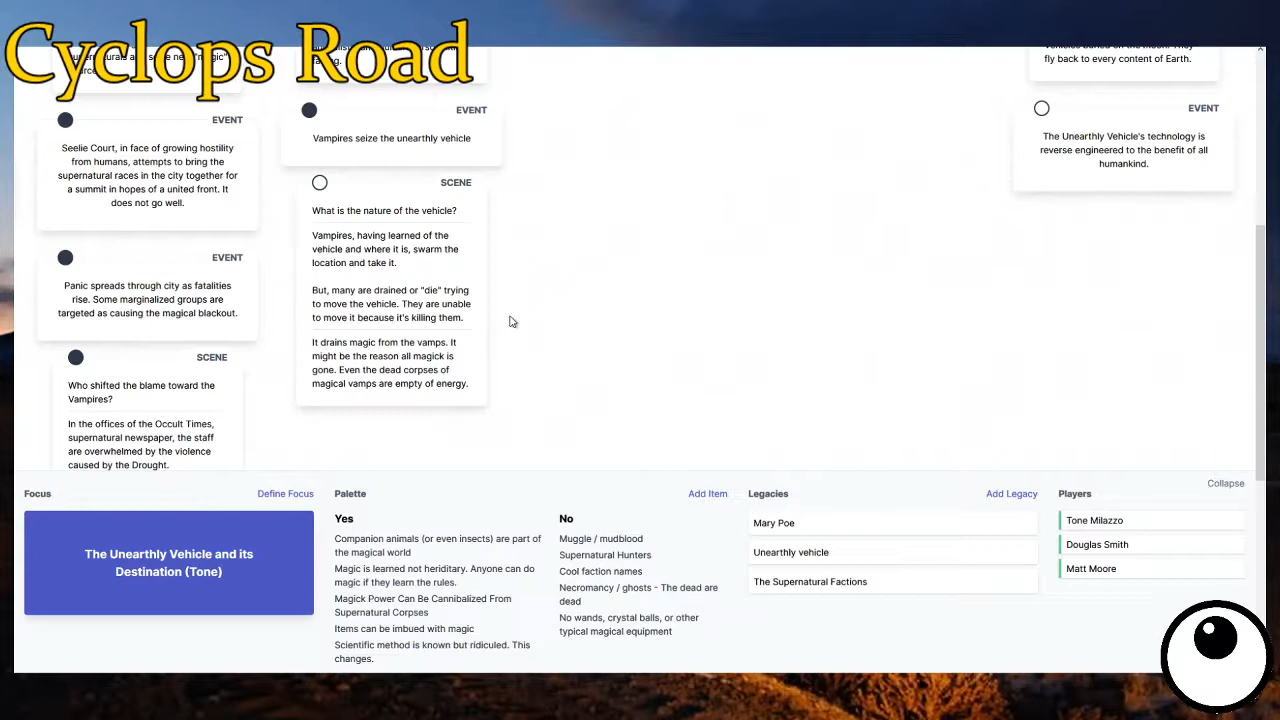 Cyclops Road
EVENT
Seelie Court, in face of growing hostility
from humans, attempts to bring the
supernatural races in the city together for
a summit in hopes of a united front. It
does not go well.
EVENT
Panic spreads through city as fatalities
rise. Some marginalized groups are
targeted as causing the magical blackout.
SCENE
Who shifted the blame toward the
Vampires?
In the offices of the Occult Times,
supernatural newspaper, the staff
are overwhelmed by the violence
caused by the Drought.
EVENT
Vampires seize the unearthly vehicle
SCENE
What is the nature of the vehicle?
Vampires, having learned of the
vehicle and where it is, swarm the
location and take it.
But, many are drained or "die" trying
to move the vehicle. They are unable
to move it because it's killing them.
It drains magic from the vamps. It
might be the reason all magick is
gone. Even the dead corpses of
magical vamps are empty of energy.
vehicles buried on the moon. They
fly back to every content of Earth.
EVENT
The Unearthly Vehicle's technology is
reverse engineered to the benefit of all
humankind.
Collapse
Focus
Define Focus
The Unearthly Vehicle and its
Destination (Tone)
Palette
Add Item
Yes
Companion animals (or even insects) are part of
the magical world
Magic is learned not heriditary. Anyone can do
magic if they learn the rules.
Magick Power Can Be Cannibalized From
Supernatural Corpses
Items can be imbued with magic
Scientific method is known but ridiculed. This
changes.
No
Muggle / mudblood
Supernatural Hunters
Cool faction names
Necromancy / ghosts - The dead are
dead
No wands, crystal balls, or other
typical magical equipment
Legacies
Add Legacy
Mary Poe
Unearthly vehicle
The Supernatural Factions
Players
Tone Milazzo
Douglas Smith
Matt Moore